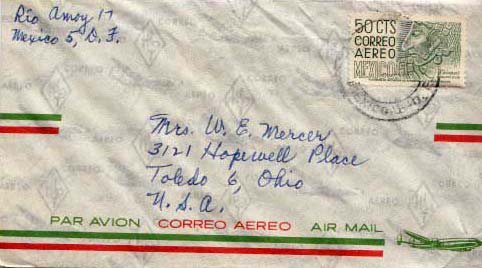 Rio Amoy 17
Mexico 5, D. F.
50 CTS
CORREO
AEREO
MEXICO
Mrs. W. E. Mercer
3121 Hopewell Place
Toledo 6, Ohio
U. S. A.
PAR AVION CORREO AEREO AIR MAIL